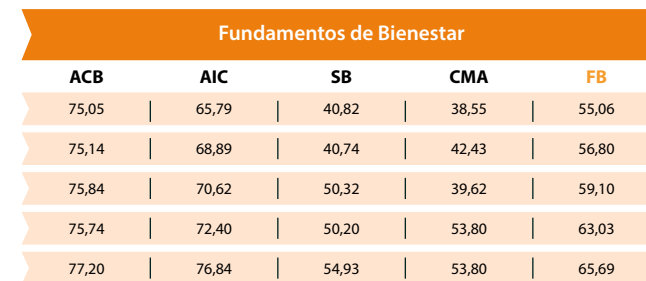 Fundamentos de Bienestar
ACB AIC SB CMA FB
75,05 65,79 40,82 38,55 55,06
75,14 68,89 40,74 42,43 56,80
75,84 70,62 50,32 39,62 59,10
75,74 72,40 50,20 53,80 63,03
77,20 76,84 54,93 53,80 65,69